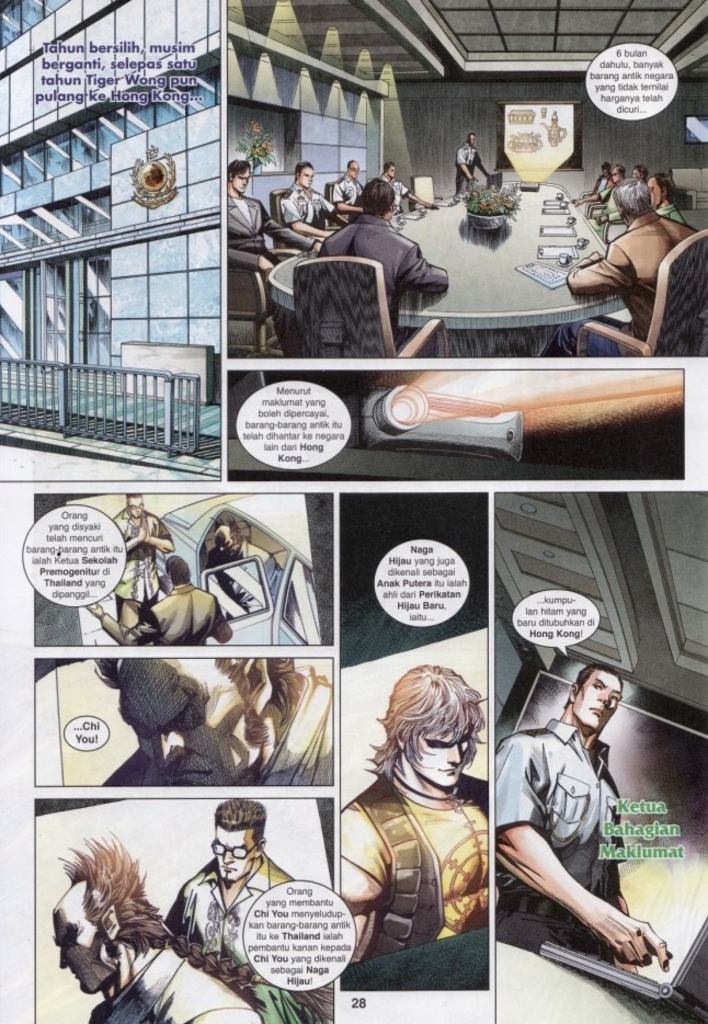 Tahun bersilih, musim
berganti, selepas satu
tahun Tiger Wong pun
pulang ke Hong Kong...
6 bulan
dahulu, banyak
barang antik negara
yang tidak ternilai
harganya telah
dicuri...
Menurut
maklumat yang
boleh dipercayai,
barang-barang antik itu
telah dihantar ke negara
lain dari Hong
Kong...
Orang
yang disyaki
telah mencuri
barang-barang antik itu
ialah Ketua Sekolah
Premogenitur di
Thailand yang
dipanggil...
...Chi
You!
Orang
yang membantu
Chi You menyeludup-
kan barang-barang antik
itu ke Thailand ialah
pembantu kanan kepada
Chi You yang dikenali
sebagai Naga
Hijau!
Naga
Hijau yang juga
dikenali sebagai
Anak Putera itu ialah
ahli dari Perikatan
Hijau Baru,
iaitu...
...kumpu-
lan hitam yang
baru ditubuhkan di
Hong Kong!
Ketua
Bahagian
Maklumat
28